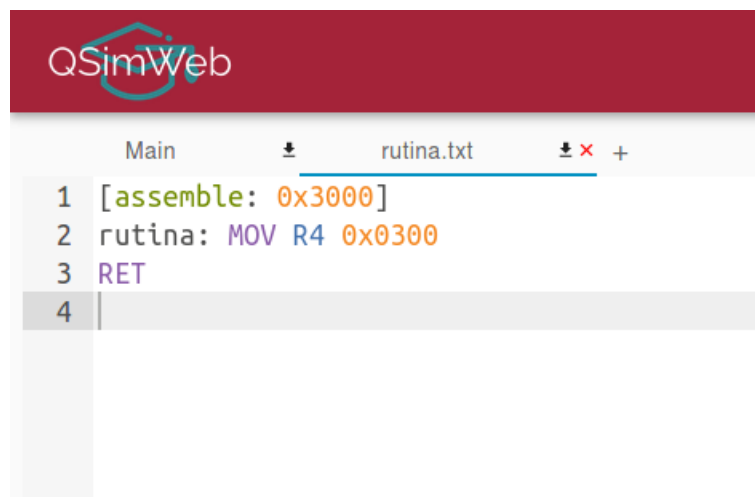 QSimWeb
Main rutina.txt × +
1 [assemble: 0x3000]
2 rutina: MOV R4 0x0300
3 RET
4